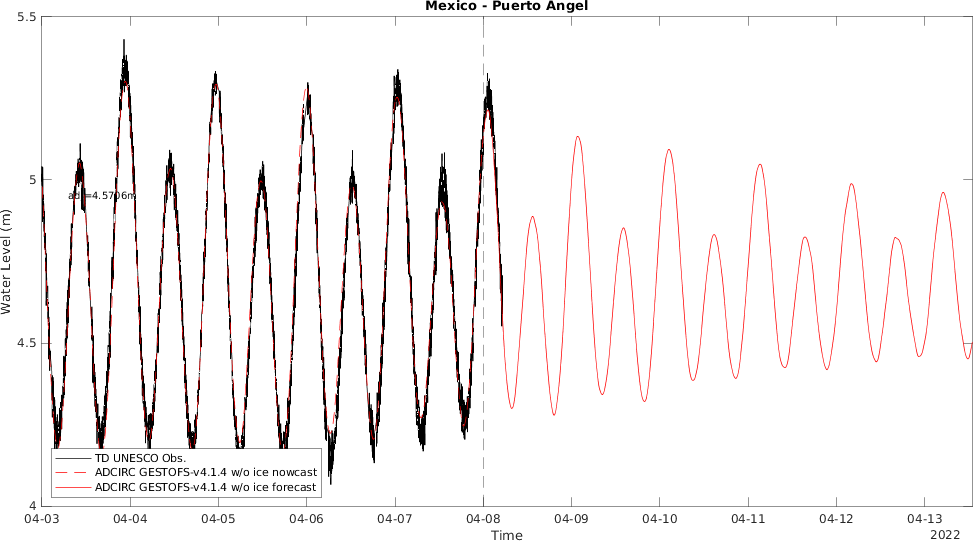 Mexico - Puerto Angel
5.5
5
4.5
4
Water Level (m)
=4.5706m
TD UNESCO Obs.
ADCIRC GESTOFS-v4.1.4 w/o ice nowcast
ADCIRC GESTOFS-v4.1.4 w/o ice forecast
04-03 04-04 04-05 04-06 04-07 04-08 04-09 04-10 04-11 04-12 04-13
Time
2022